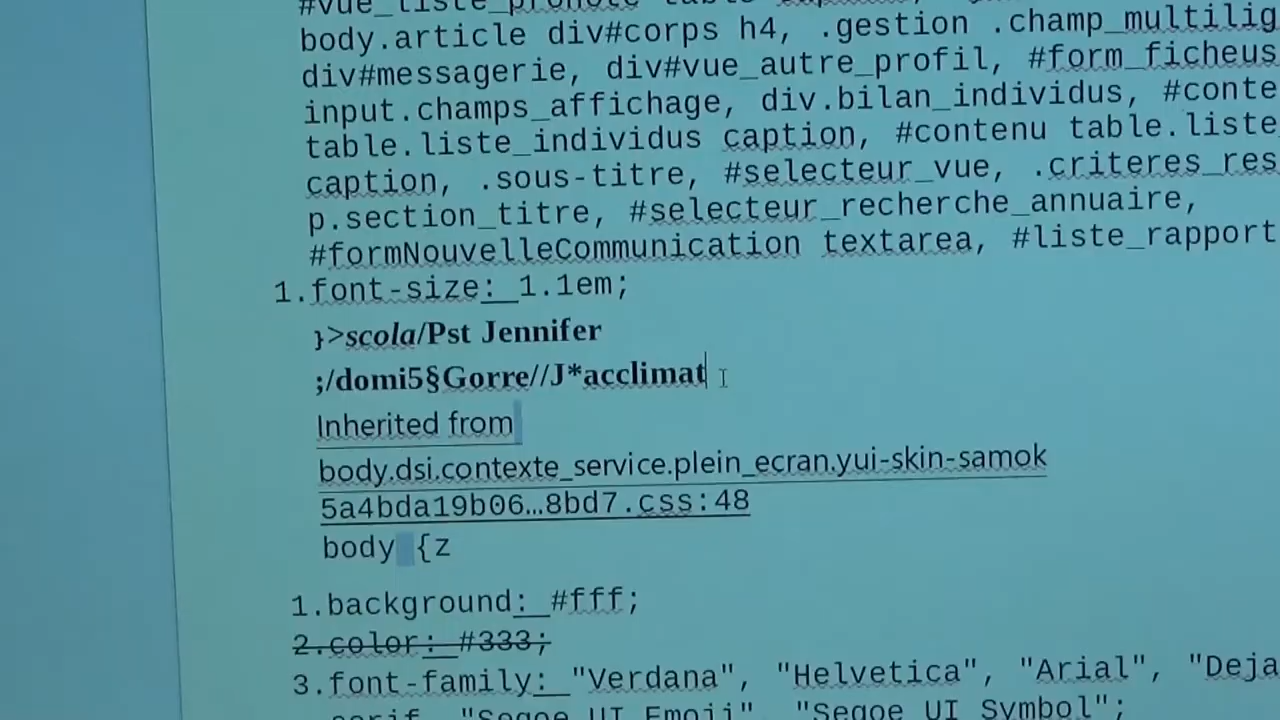 #vue_liste_promote table
body.article div#corps h4, .gestion .champ_multilig
div#messagerie, div#vue_autre_profil, #form_ficheus
input.champs_affichage, div.bilan_individus, #conte
table.liste_individus caption, #contenu table.liste
caption, .sous-titre, #selecteur_vue, .criteres_res
p.section_titre, #selecteur_recherche_annuaire,
#formNouvelleCommunication textarea, #liste_rapport
1.font-size: 1.1em;
}>scola/Pst Jennifer
;/domi5§Gorre//J*acclimat
Inherited from
body.dsi.contexte_service.plein_ecran.yui-skin-samok
5a4bda19b06…8bd7.css:48
body {z
1.background: #fff;
2.color: #333;
3.font-family: "Verdana", "Helvetica", "Arial", "Deja
serif, "Segoe UI Emoji", "Segoe UI Symbol";